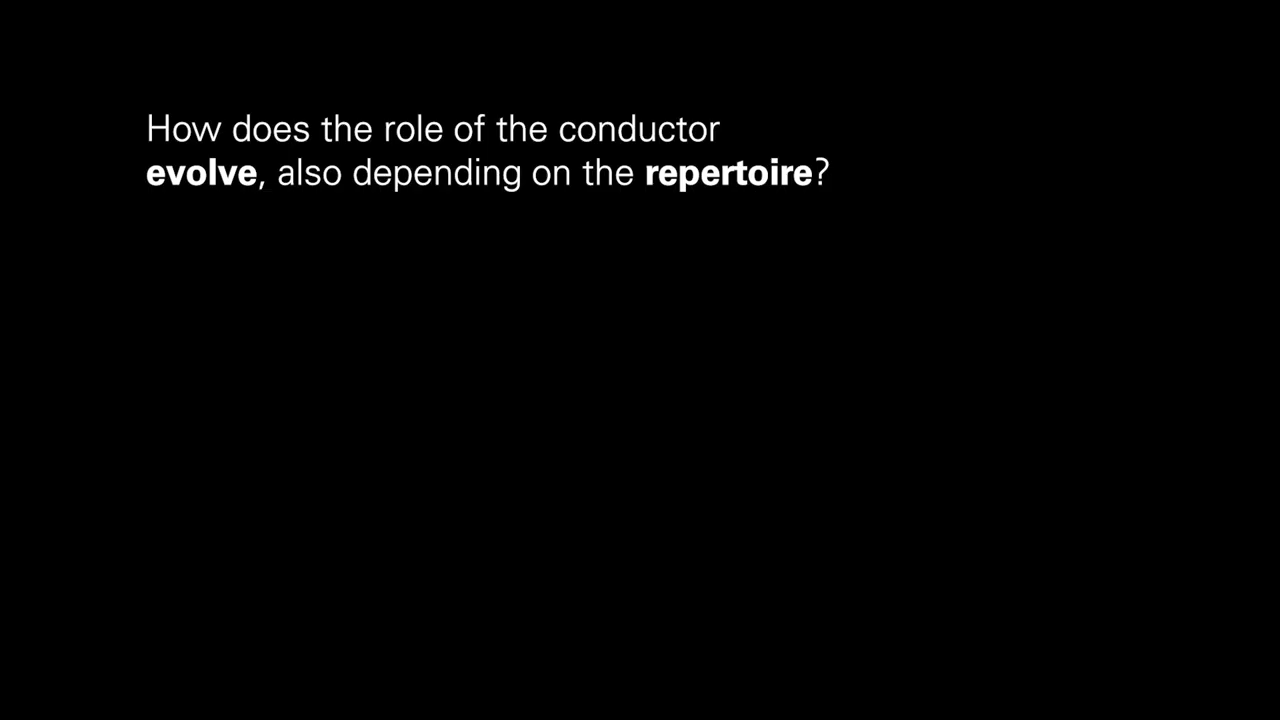 How does the role of the conductor
evolve, also depending on the repertoire?